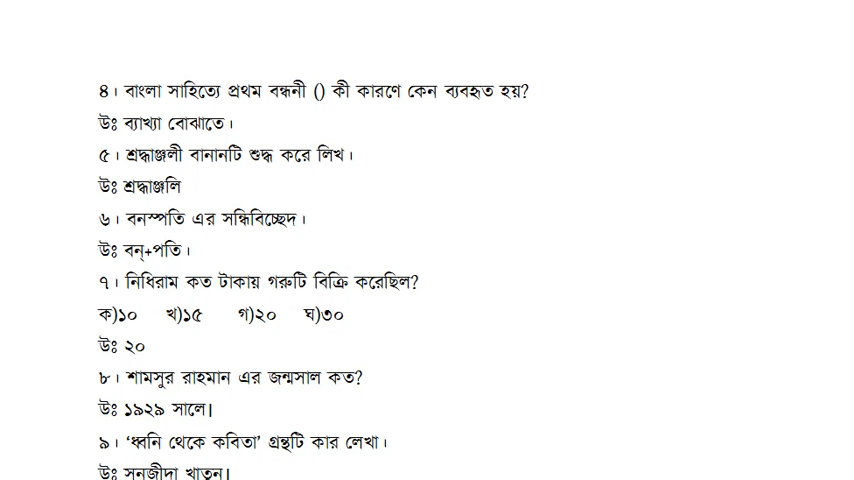 ৪। বাংলা সাহিত্যে প্রথম বন্ধনী () কী কারণে কেন ব্যবহৃত হয়?
উঃ ব্যাখ্যা বোঝাতে।
৫। শ্রদ্ধাঞ্জলী বানানটি শুদ্ধ করে লিখ।
উঃ শ্রদ্ধাঞ্জলি
৬। বনস্পতি এর সন্ধিবিচ্ছেদ।
উঃ বন্+পতি।
৭। নিধিরাম কত টাকায় গরুটি বিক্রি করেছিল?
ক)১০ খ)১৫ গ)২০ ঘ)৩০
উঃ ২০
৮। শামসুর রাহমান এর জন্মসাল কত?
উঃ ১৯২৯ সালে।
৯। ‘ধ্বনি থেকে কবিতা’ গ্রন্থটি কার লেখা।
উঃ সনজীদা খাতুন।